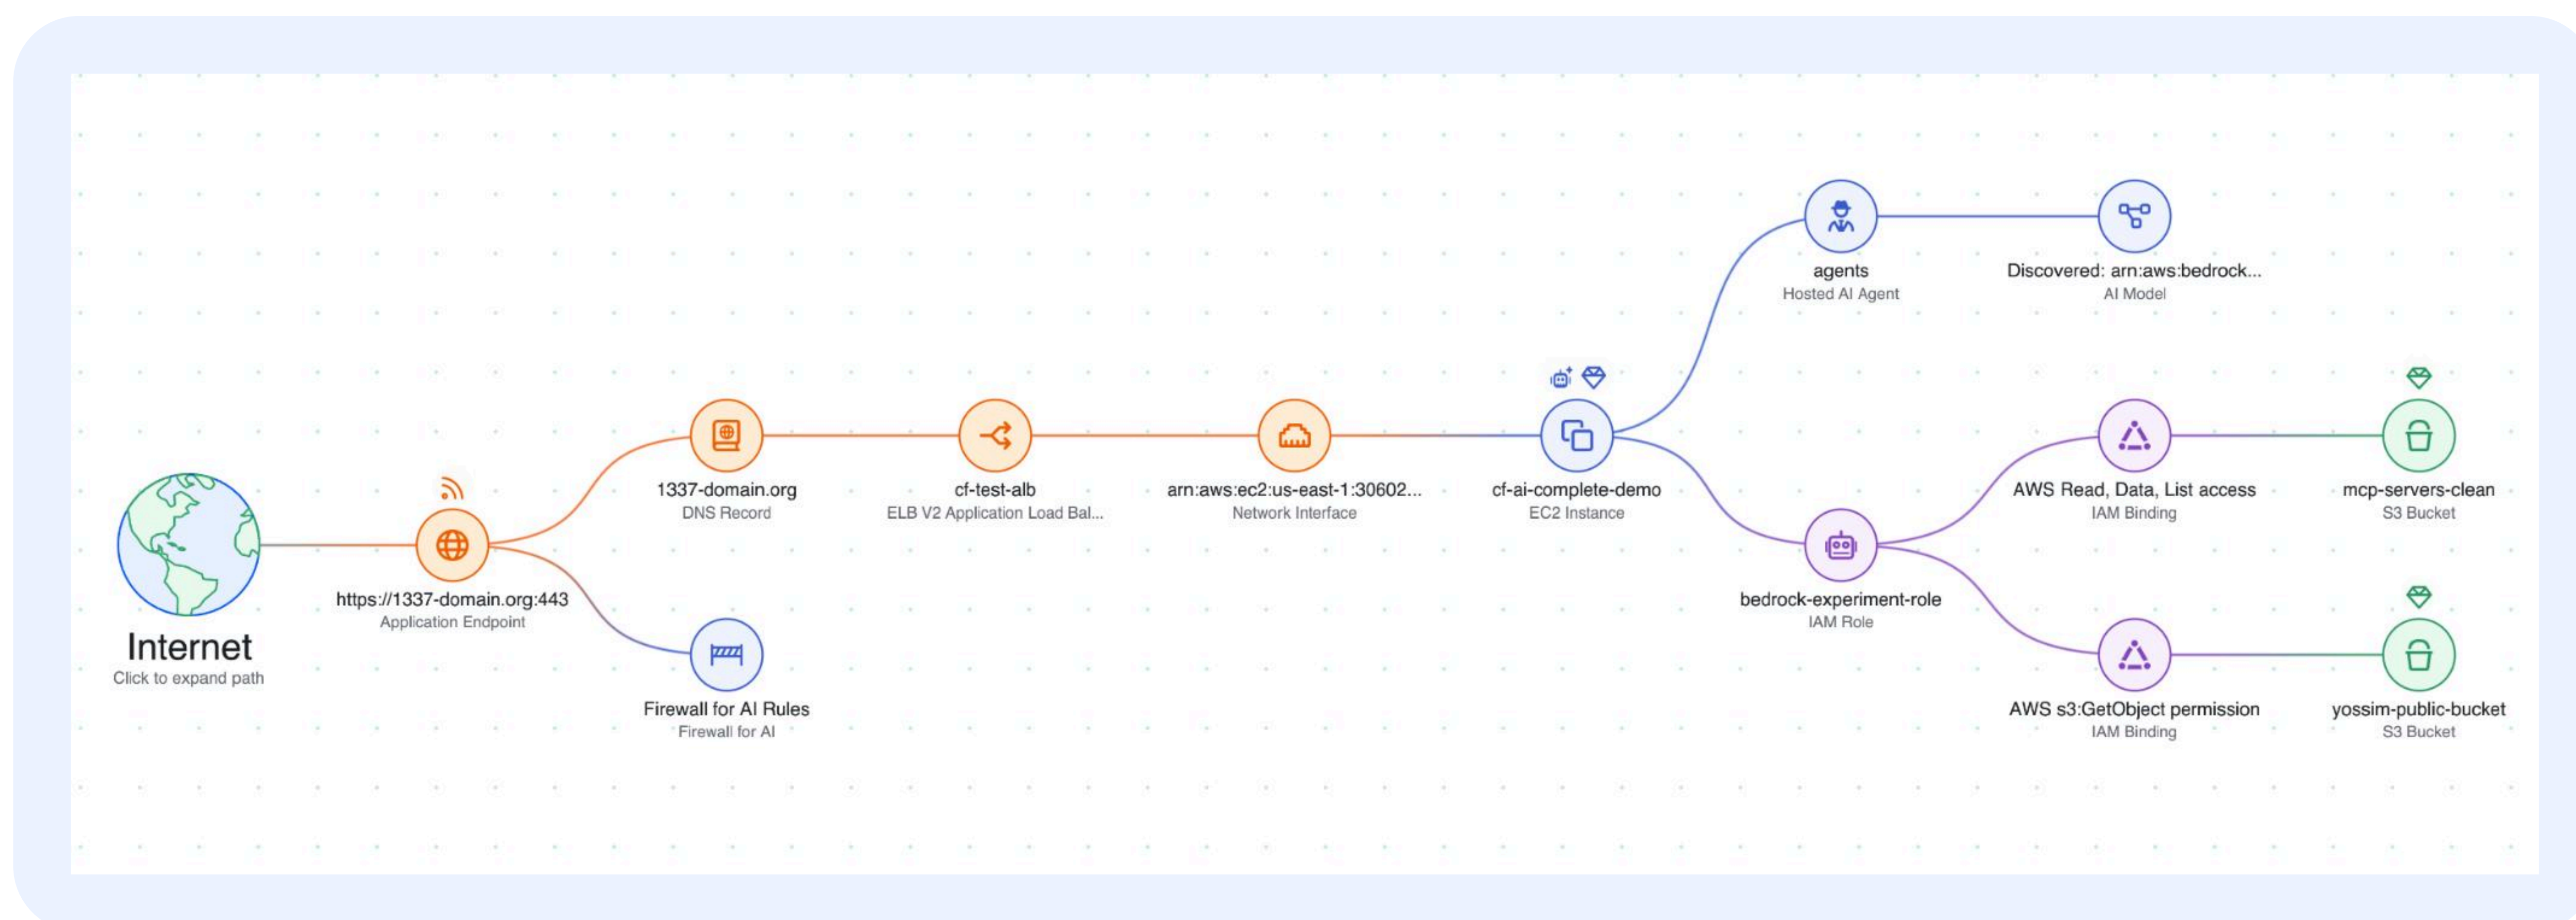 agents
Hosted AI Agent
Discovered: arn:aws:bedrock...
AI Model
1337-domain.org
DNS Record
cf-test-alb
ELB V2 Application Load Bal...
arn:aws:ec2:us-east-1:30602...
Network Interface
cf-ai-complete-demo
EC2 Instance
AWS Read, Data, List access
IAM Binding
mcp-servers-clean
S3 Bucket
Internet
Click to expand path
https://1337-domain.org:443
Application Endpoint
bedrock-experiment-role
IAM Role
Firewall for AI Rules
Firewall for AI
AWS s3:GetObject permission
IAM Binding
yossim-public-bucket
S3 Bucket